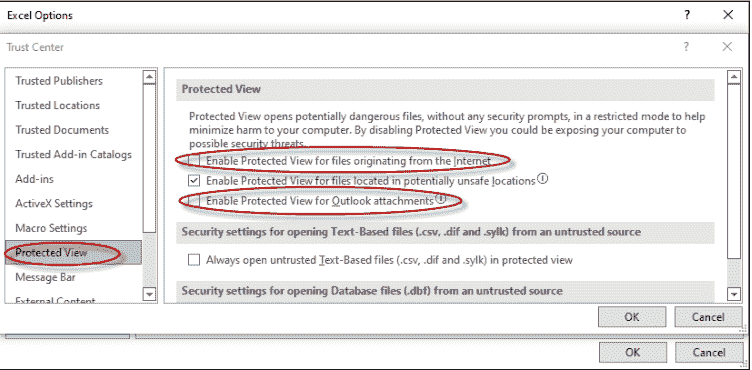 Excel Options
Trust Center
Trusted Publishers
Trusted Locations
Trusted Documents
Trusted Add-in Catalogs
Add-ins
ActiveX Settings
Macro Settings
Protected View
Message Bar
External Content
Protected View
Protected View opens potentially dangerous files, without any security prompts, in a restricted mode to help
minimize harm to your computer. By disabling Protected View you could be exposing your computer to
possible security threats.
Enable Protected View for files originating from the Internet
Enable Protected View for files located in potentially unsafe locations
Enable Protected View for Outlook attachments
Security settings for opening Text-Based files (.csv, .dif and .sylk) from an untrusted source
Always open untrusted Text-Based files (.csv, .dif and .sylk) in protected view
Security settings for opening Database files (.dbf) from an untrusted source
OK
Cancel
OK
Cancel